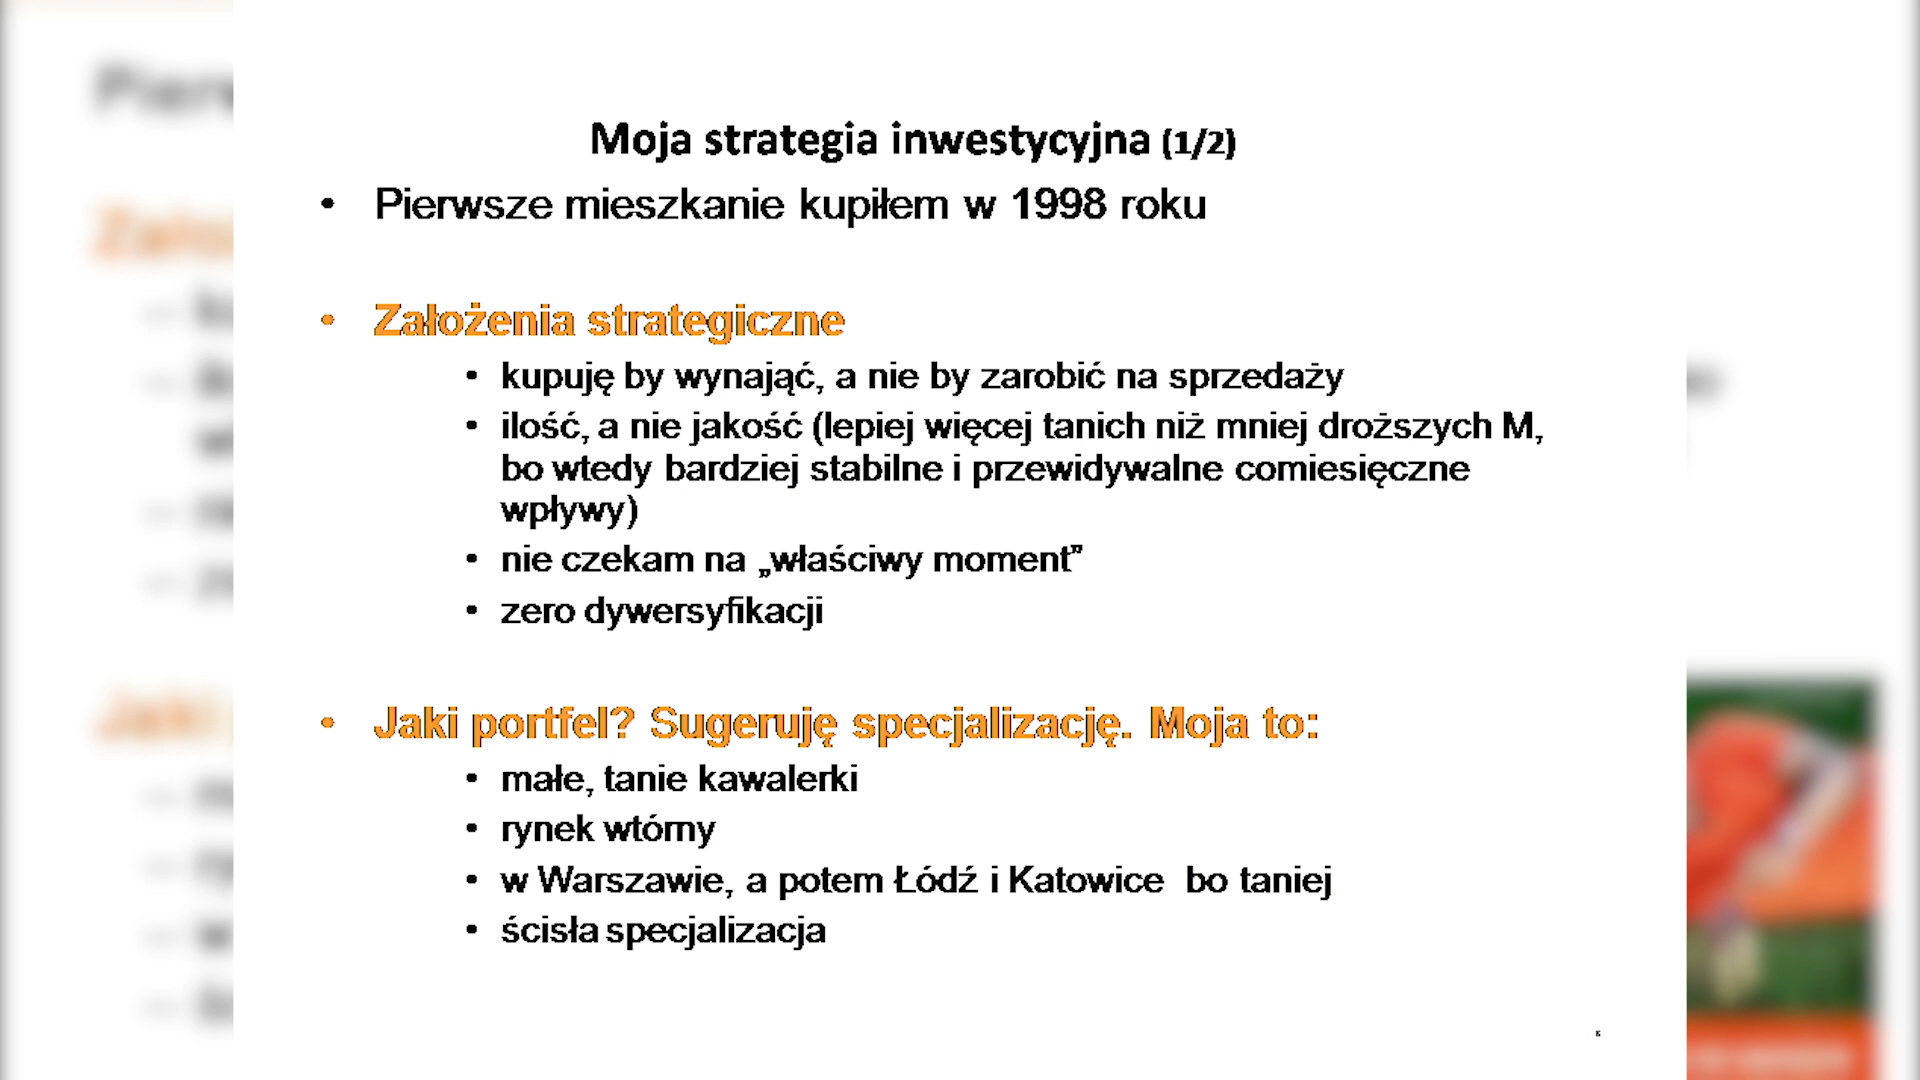 Moja strategia inwestycyjna (1/2)
• Pierwsze mieszkanie kupiłem w 1998 roku
• Założenia strategiczne
• kupuję by wynająć, a nie by zarobić na sprzedaży
• ilość, a nie jakość (lepiej więcej tanich niż mniej droższych M,
bo wtedy bardziej stabilne i przewidywalne comiesięczne
wpływy)
• nie czekam na „właściwy moment”
• zero dywersyfikacji
• Jaki portfel? Sugeruję specjalizację. Moja to:
• małe, tanie kawalerki
• rynek wtórny
• w Warszawie, a potem Łódź i Katowice bo taniej
• ścisła specjalizacja